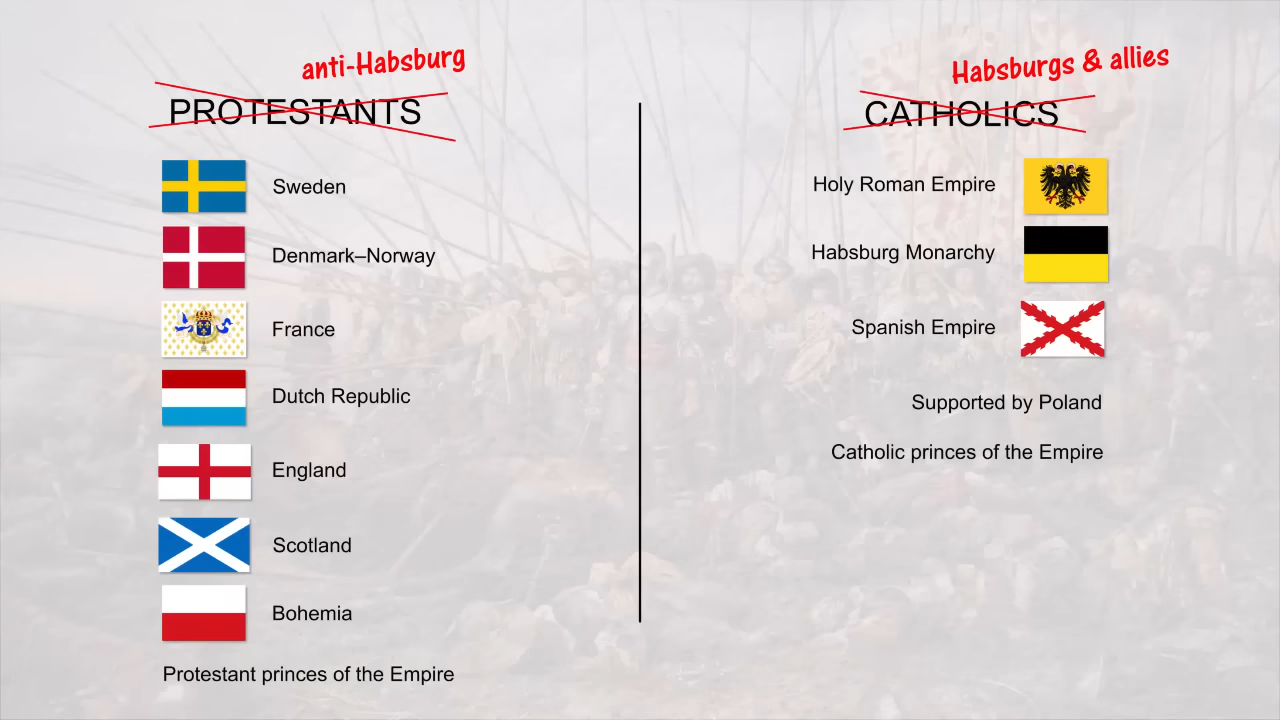 anti-Habsburg
PROTESTANTS
Sweden
Denmark–Norway
France
Dutch Republic
England
Scotland
Bohemia
Protestant princes of the Empire
Habsburgs & allies
CATHOLICS
Holy Roman Empire
Habsburg Monarchy
Spanish Empire
Supported by Poland
Catholic princes of the Empire